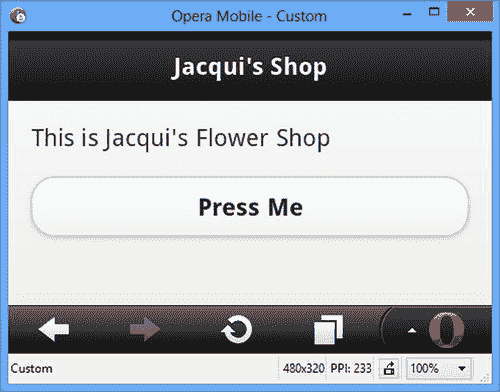 Opera Mobile - Custom
Jacqui's Shop
This is Jacqui's Flower Shop
Press Me
Custom 480x320 PPI: 233 100%